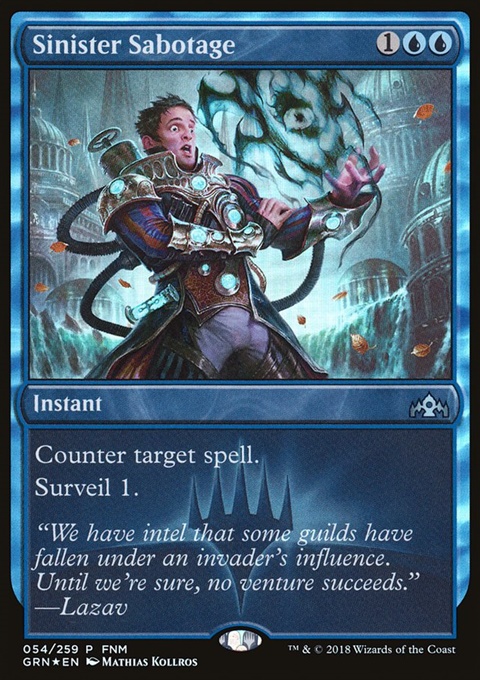 Sinister Sabotage 1
Instant
Counter target spell.
Surveil 1.
“We have intel that some guilds have
fallen under an invader’s influence.
Until we’re sure, no venture succeeds.”
—Lazav
054/259 P FNM
GRN★EN Mathias Kollros
™ & © 2018 Wizards of the Coast